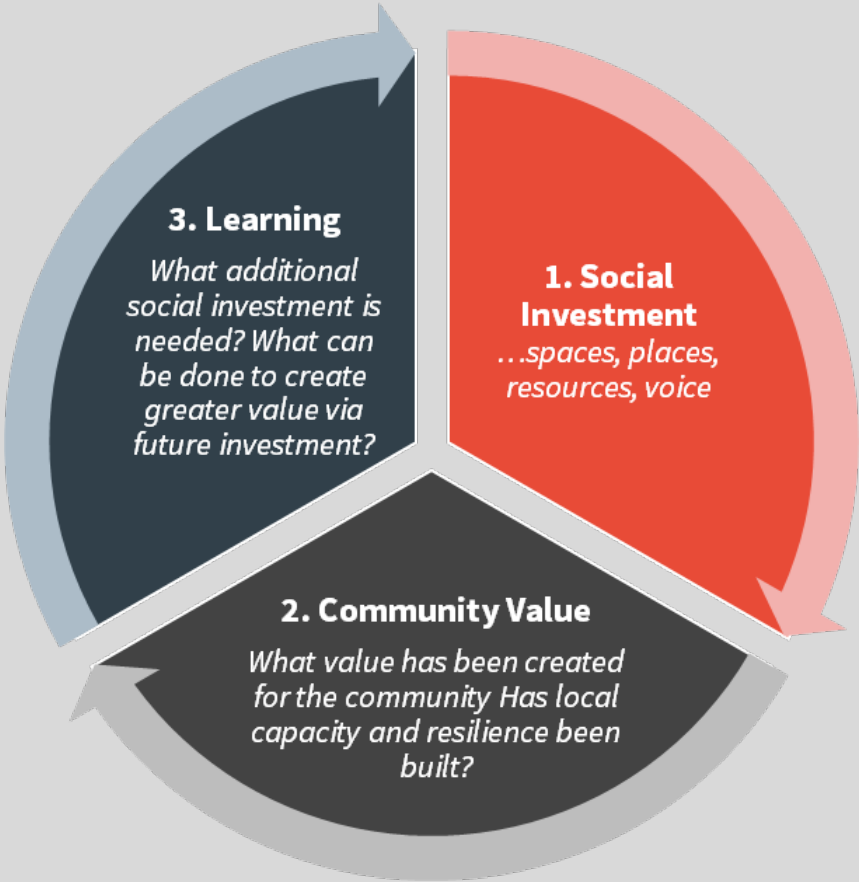 1. Social
Investment
...spaces, places,
resources, voice
2. Community Value
What value has been created
for the community Has local
capacity and resilience been
built?
3. Learning
What additional
social investment is
needed? What can
be done to create
greater value via
future investment?